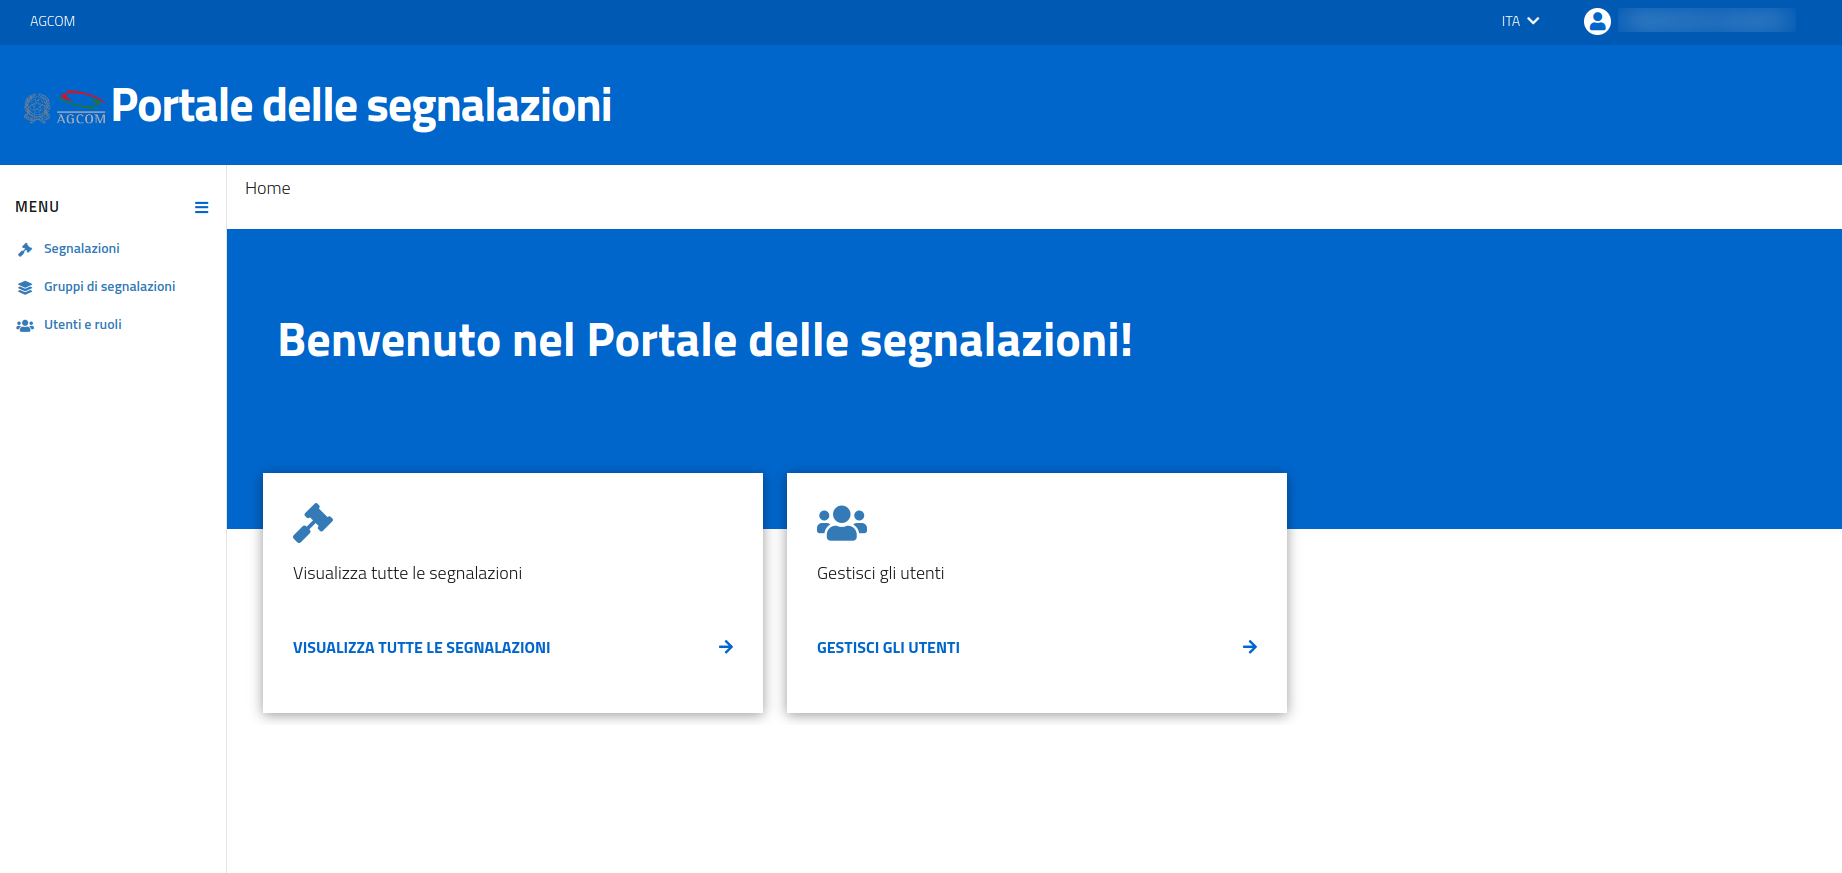 AGCOM
ITA
AGCOM
Portale delle segnalazioni
MENU
Segnalazioni
Gruppi di segnalazioni
Utenti e ruoli
Home
Benvenuto nel Portale delle segnalazioni!
Visualizza tutte le segnalazioni
VISUALIZZA TUTTE LE SEGNALAZIONI
Gestisci gli utenti
GESTISCI GLI UTENTI